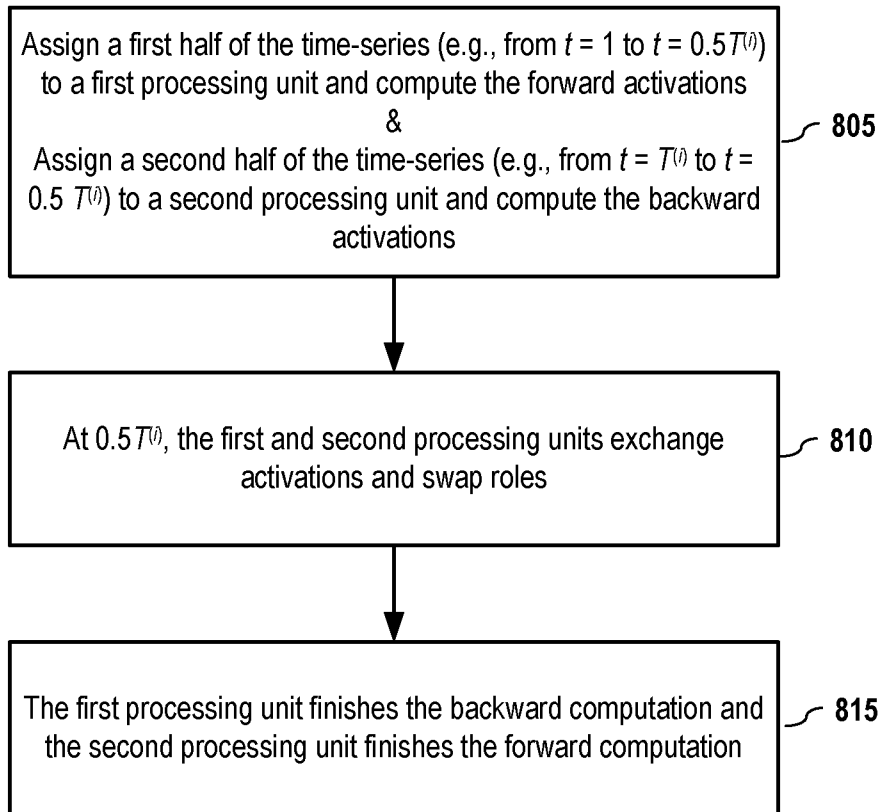 Assign a first half of the time-series (e.g., from t = 1 to t = 0.5T⁽ⁱ⁾)
to a first processing unit and compute the forward activations
&
Assign a second half of the time-series (e.g., from t = T⁽ⁱ⁾ to t =
0.5 T⁽ⁱ⁾) to a second processing unit and compute the backward
activations
805
At 0.5T⁽ⁱ⁾, the first and second processing units exchange
activations and swap roles
810
The first processing unit finishes the backward computation and
the second processing unit finishes the forward computation
815